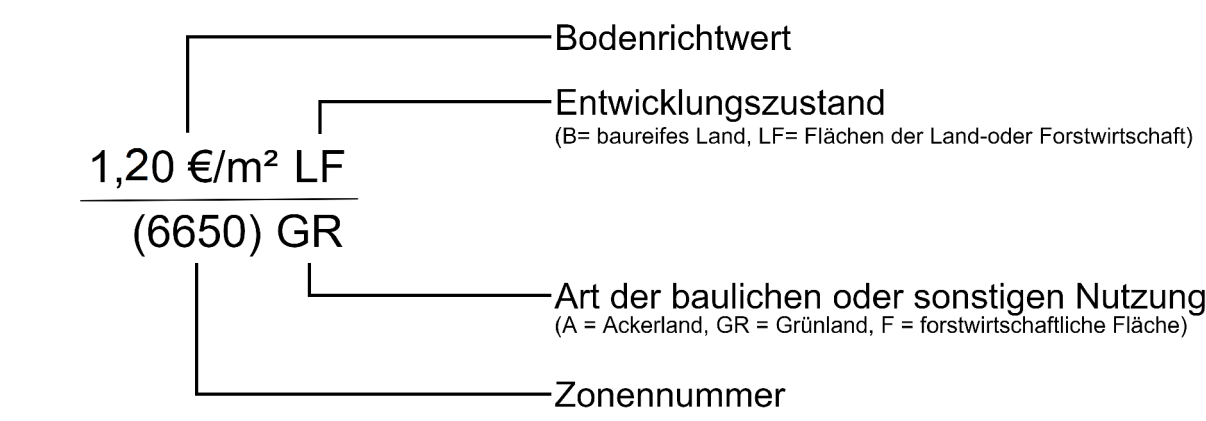 Bodenrichtwert
Entwicklungszustand
(B= baureifes Land, LF= Flächen der Land-oder Forstwirtschaft)
1,20 €/m² LF
(6650) GR
Art der baulichen oder sonstigen Nutzung
(A = Ackerland, GR = Grünland, F = forstwirtschaftliche Fläche)
Zonennummer